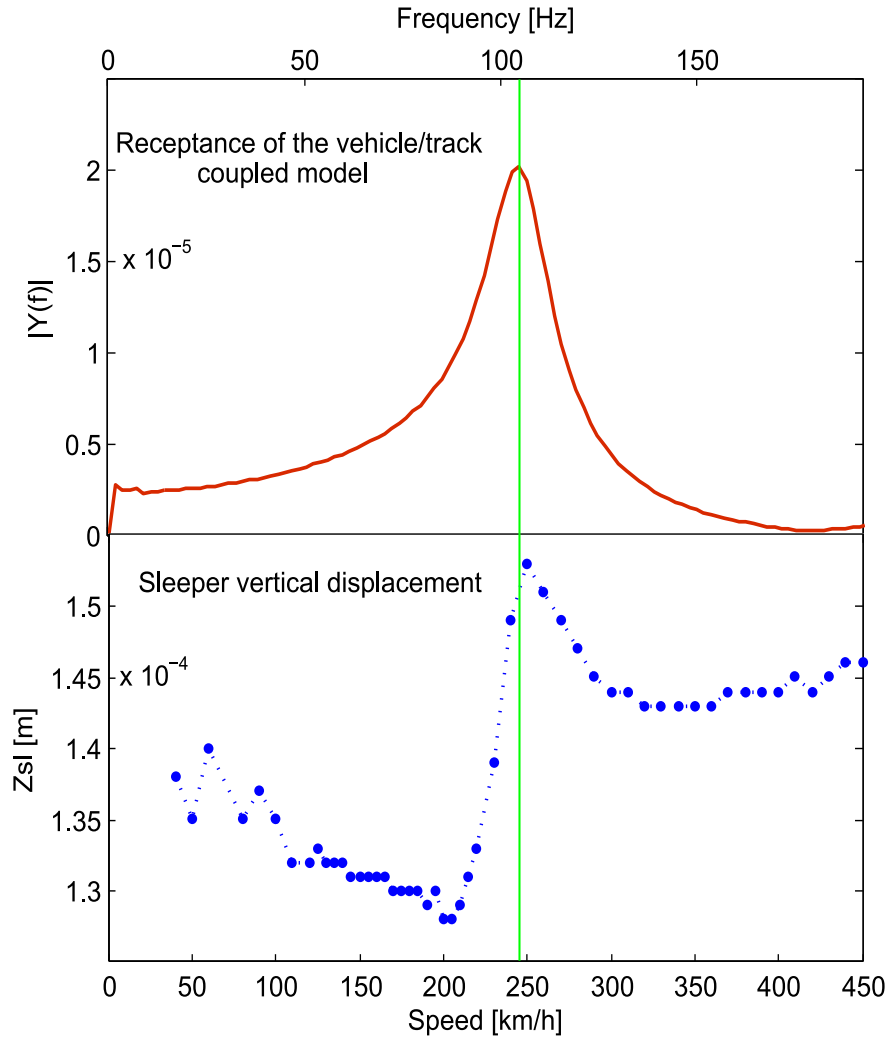 Frequency [Hz]
0 50 100 150
Receptance of the vehicle/track
coupled model
x 10⁻⁵
|Y(f)|
2
1.5
1
0.5
0
Sleeper vertical displacement
x 10⁻⁴
Zsl [m]
1.5
1.45
1.4
1.35
1.3
0 50 100 150 200 250 300 350 400 450
Speed [km/h]